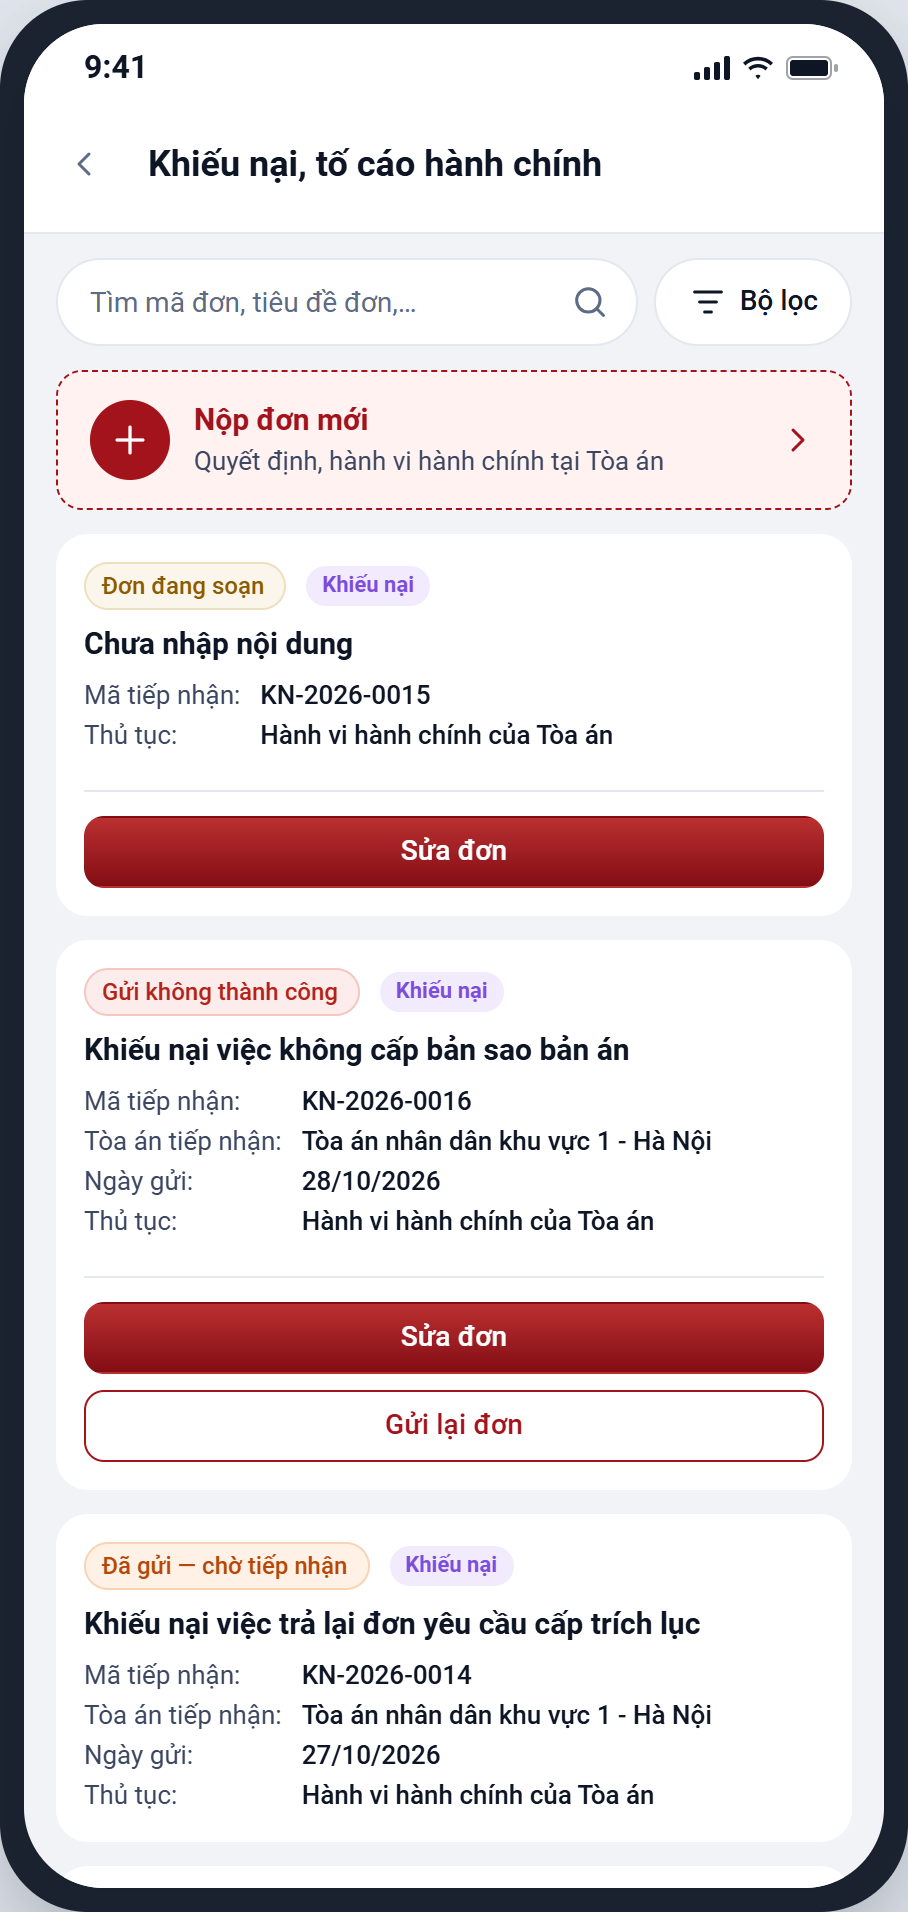 9:41
Khiếu nại, tố cáo hành chính
Tìm mã đơn, tiêu đề đơn,...
Bộ lọc
Nộp đơn mới
Quyết định, hành vi hành chính tại Tòa án
Đơn đang soạn Khiếu nại
Chưa nhập nội dung
Mã tiếp nhận: KN-2026-0015
Thủ tục: Hành vi hành chính của Tòa án
Sửa đơn
Gửi không thành công Khiếu nại
Khiếu nại việc không cấp bản sao bản án
Mã tiếp nhận: KN-2026-0016
Tòa án tiếp nhận: Tòa án nhân dân khu vực 1 - Hà Nội
Ngày gửi: 28/10/2026
Thủ tục: Hành vi hành chính của Tòa án
Sửa đơn
Gửi lại đơn
Đã gửi — chờ tiếp nhận Khiếu nại
Khiếu nại việc trả lại đơn yêu cầu cấp trích lục
Mã tiếp nhận: KN-2026-0014
Tòa án tiếp nhận: Tòa án nhân dân khu vực 1 - Hà Nội
Ngày gửi: 27/10/2026
Thủ tục: Hành vi hành chính của Tòa án